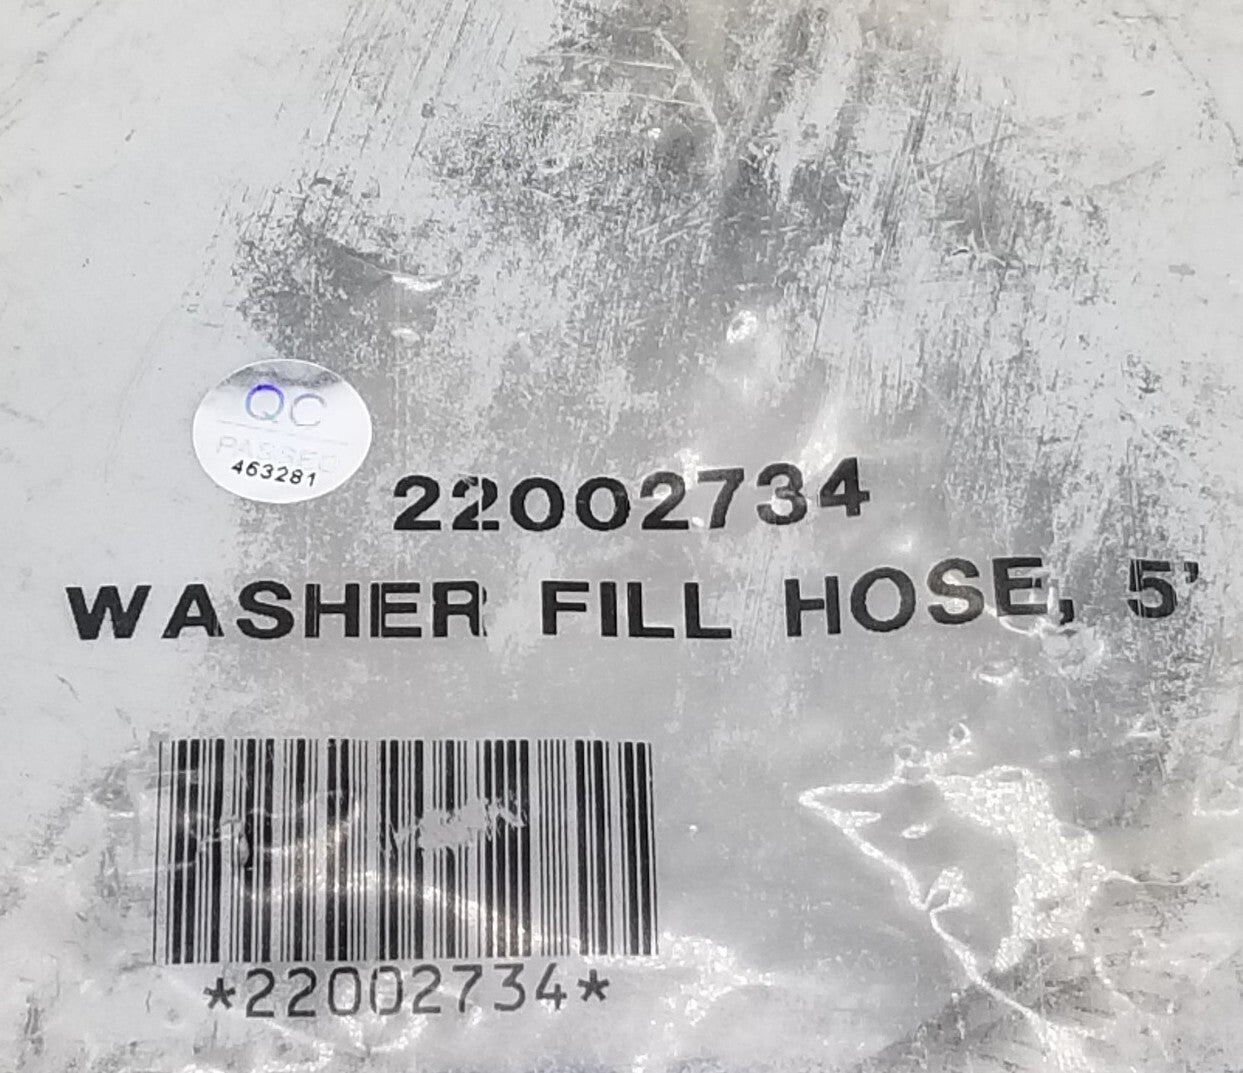 QC
PASSED
463281
22002734
WASHER FILL HOSE, 5'
*22002734*